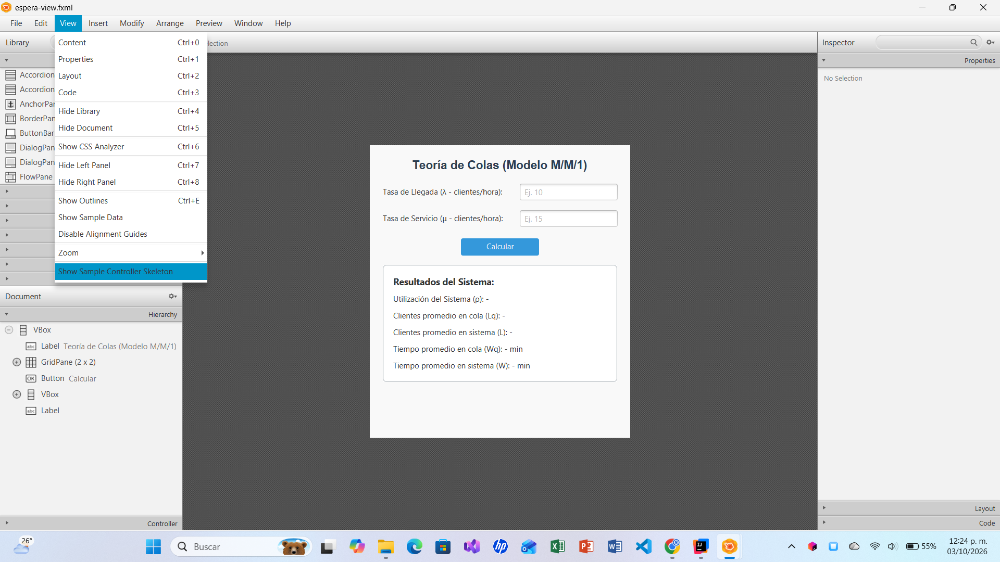 espera-view.fxml
File Edit View Insert Modify Arrange Preview Window Help
Library
Content Ctrl+0
Properties Ctrl+1
Layout Ctrl+2
Code Ctrl+3
Hide Library Ctrl+4
Hide Document Ctrl+5
Show CSS Analyzer Ctrl+6
Hide Left Panel Ctrl+7
Hide Right Panel Ctrl+8
Show Outlines Ctrl+E
Show Sample Data
Disable Alignment Guides
Zoom
Show Sample Controller Skeleton
Accordion
Accordion
AnchorPan
BorderPan
ButtonBar
DialogPan
DialogPan
FlowPane
lection
Document
Hierarchy
VBox
Label Teoría de Colas (Modelo M/M/1)
GridPane (2 x 2)
OK Button Calcular
VBox
Label
Controller
Teoría de Colas (Modelo M/M/1)
Tasa de Llegada (λ - clientes/hora): Ej. 10
Tasa de Servicio (μ - clientes/hora): Ej. 15
Calcular
Resultados del Sistema:
Utilización del Sistema (ρ): -
Clientes promedio en cola (Lq): -
Clientes promedio en sistema (L): -
Tiempo promedio en cola (Wq): - min
Tiempo promedio en sistema (W): - min
Inspector
Properties
No Selection
Layout
Code
26°
Buscar
55%
12:24 p. m.
03/10/2026